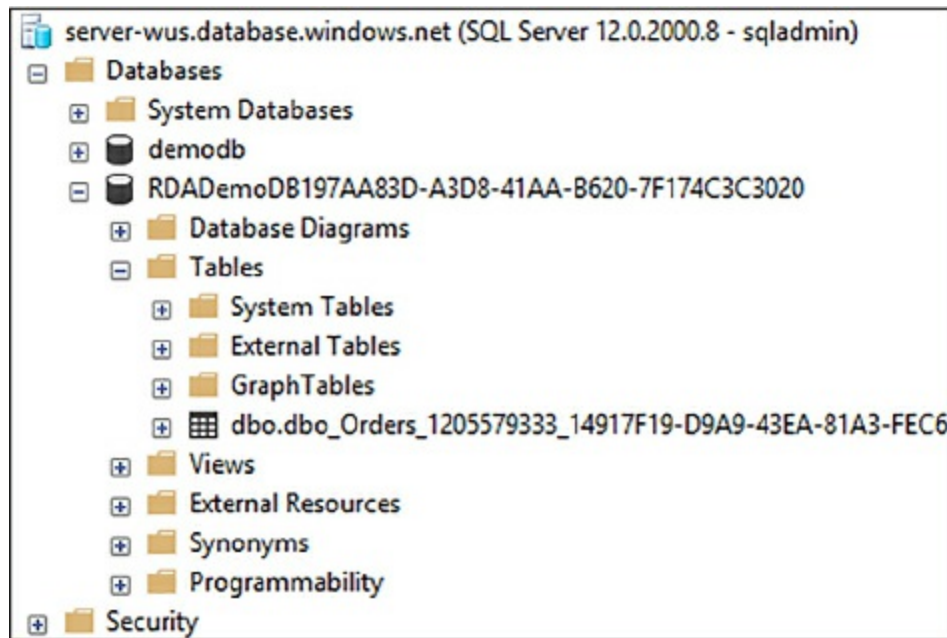 server-wus.database.windows.net (SQL Server 12.0.2000.8 - sqladmin)
Databases
System Databases
demodb
RDADemoDB197AA83D-A3D8-41AA-B620-7F174C3C3020
Database Diagrams
Tables
System Tables
External Tables
GraphTables
dbo.dbo_Orders_1205579333_14917F19-D9A9-43EA-81A3-FEC6
Views
External Resources
Synonyms
Programmability
Security